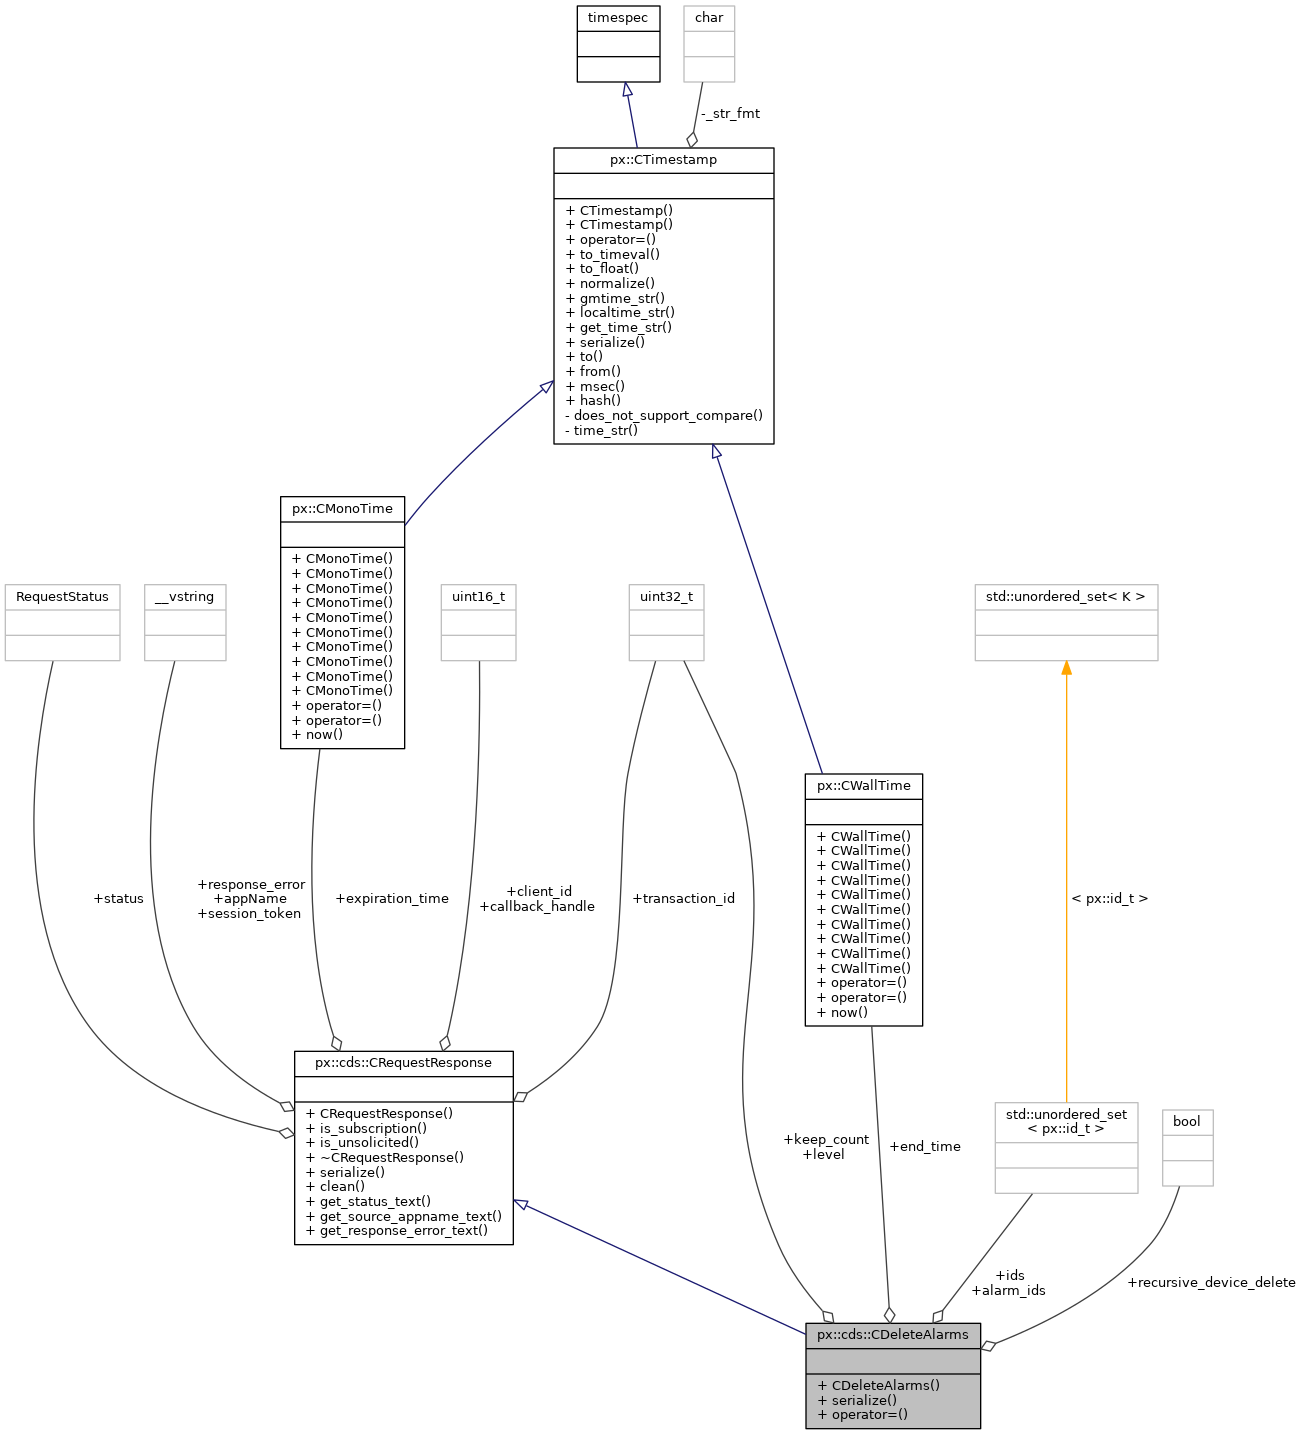 timespec
char
-_str_fmt
px::CTimestamp
+ CTimestamp()
+ CTimestamp()
+ operator=()
+ to_timeval()
+ to_float()
+ normalize()
+ gmtime_str()
+ localtime_str()
+ get_time_str()
+ serialize()
+ to()
+ from()
+ msec()
+ hash()
- does_not_support_compare()
- time_str()
px::CMonoTime
+ CMonoTime()
+ CMonoTime()
+ CMonoTime()
+ CMonoTime()
+ CMonoTime()
+ CMonoTime()
+ CMonoTime()
+ CMonoTime()
+ CMonoTime()
+ CMonoTime()
+ operator=()
+ operator=()
+ now()
RequestStatus
__vstring
uint16_t
uint32_t
std::unordered_set< K >
px::CWallTime
+ CWallTime()
+ CWallTime()
+ CWallTime()
+ CWallTime()
+ CWallTime()
+ CWallTime()
+ CWallTime()
+ CWallTime()
+ CWallTime()
+ CWallTime()
+ operator=()
+ operator=()
+ now()
+status
+response_error
+appName
+session_token
+expiration_time
+client_id
+callback_handle
+transaction_id
< px::id_t >
px::cds::CRequestResponse
+ CRequestResponse()
+ is_subscription()
+ is_unsolicited()
+ ~CRequestResponse()
+ serialize()
+ clean()
+ get_status_text()
+ get_source_appname_text()
+ get_response_error_text()
+keep_count
+level
+end_time
std::unordered_set
< px::id_t >
bool
+ids
+alarm_ids
+recursive_device_delete
px::cds::CDeleteAlarms
+ CDeleteAlarms()
+ serialize()
+ operator=()